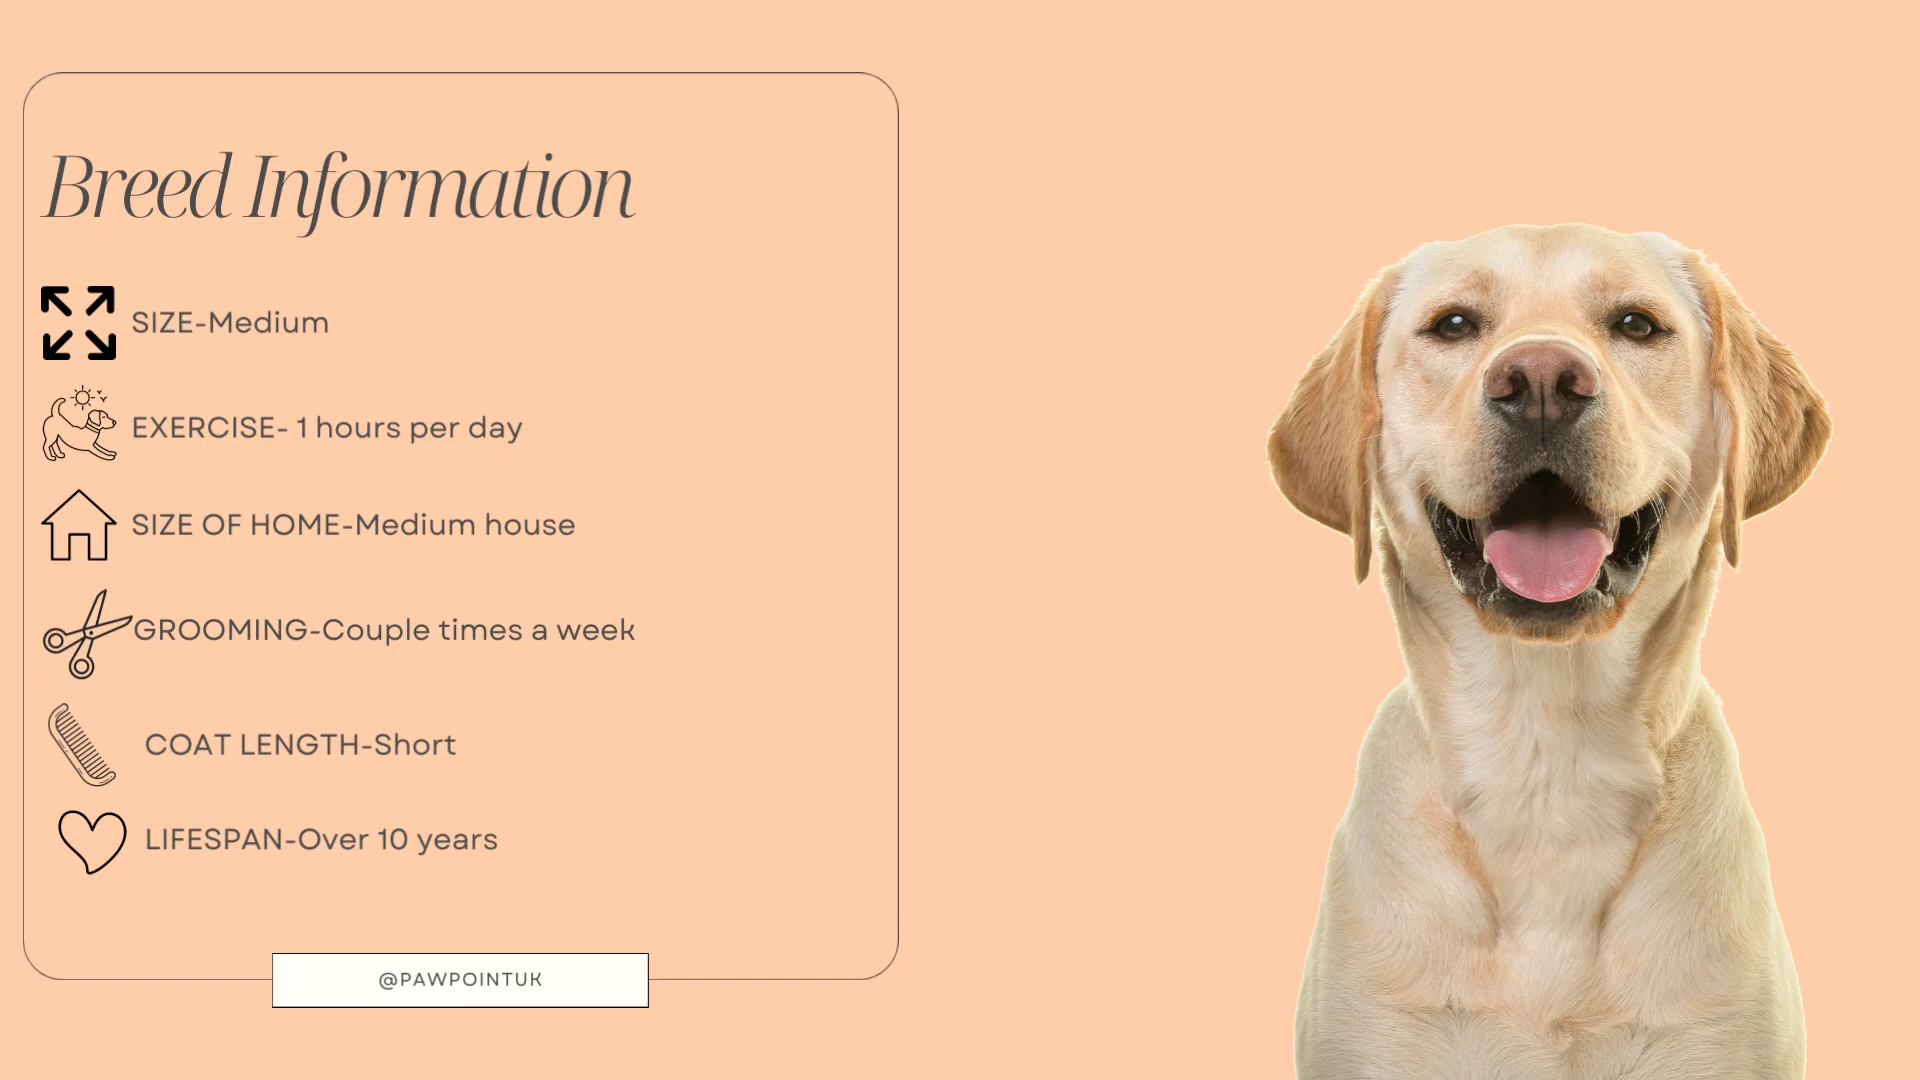 Breed Information
SIZE-Medium
EXERCISE- 1 hours per day
SIZE OF HOME-Medium house
GROOMING-Couple times a week
COAT LENGTH-Short
LIFESPAN-Over 10 years
@PAWPOINTUK